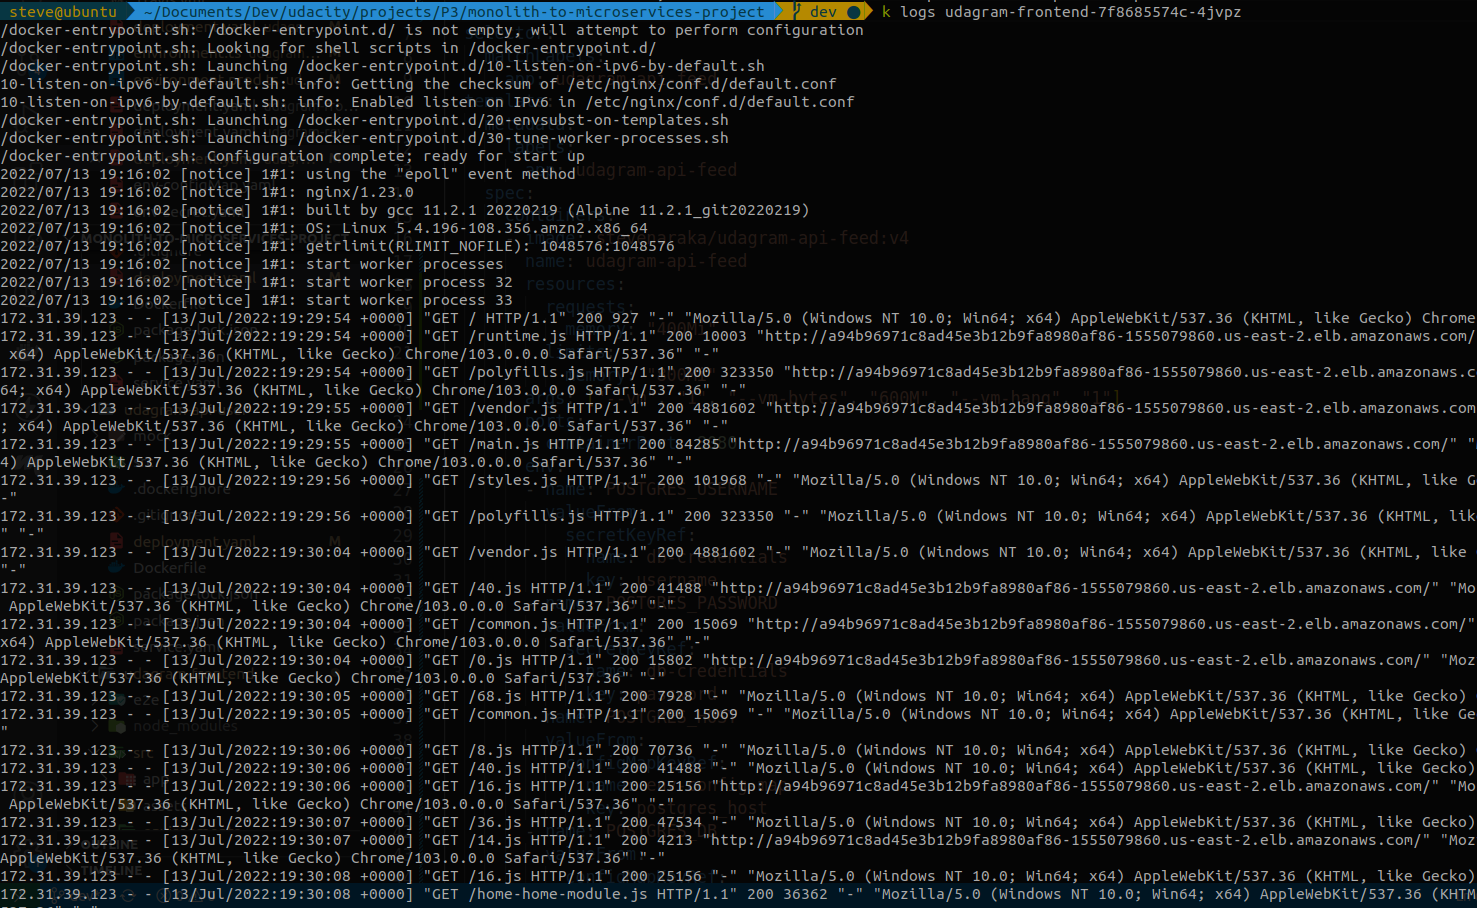 steve@ubuntu ~/Documents/Dev/udacity/projects/P3/monolith-to-microservices-project dev ● k logs udagram-frontend-7f8685574c-4jvpz
/docker-entrypoint.sh: /docker-entrypoint.d/ is not empty, will attempt to perform configuration
/docker-entrypoint.sh: Looking for shell scripts in /docker-entrypoint.d/
/docker-entrypoint.sh: Launching /docker-entrypoint.d/10-listen-on-ipv6-by-default.sh
10-listen-on-ipv6-by-default.sh: info: Getting the checksum of /etc/nginx/conf.d/default.conf
10-listen-on-ipv6-by-default.sh: info: Enabled listen on IPv6 in /etc/nginx/conf.d/default.conf
/docker-entrypoint.sh: Launching /docker-entrypoint.d/20-envsubst-on-templates.sh
/docker-entrypoint.sh: Launching /docker-entrypoint.d/30-tune-worker-processes.sh
/docker-entrypoint.sh: Configuration complete; ready for start up
2022/07/13 19:16:02 [notice] 1#1: using the "epoll" event method
2022/07/13 19:16:02 [notice] 1#1: nginx/1.23.0
2022/07/13 19:16:02 [notice] 1#1: built by gcc 11.2.1 20220219 (Alpine 11.2.1_git20220219)
2022/07/13 19:16:02 [notice] 1#1: OS: Linux 5.4.196-108.356.amzn2.x86_64
2022/07/13 19:16:02 [notice] 1#1: getrlimit(RLIMIT_NOFILE): 1048576:1048576
2022/07/13 19:16:02 [notice] 1#1: start worker processes
2022/07/13 19:16:02 [notice] 1#1: start worker process 32
2022/07/13 19:16:02 [notice] 1#1: start worker process 33
172.31.39.123 - - [13/Jul/2022:19:29:54 +0000] "GET / HTTP/1.1" 200 927 "-" "Mozilla/5.0 (Windows NT 10.0; Win64; x64) AppleWebKit/537.36 (KHTML, like Gecko) Chrome
172.31.39.123 - - [13/Jul/2022:19:29:54 +0000] "GET /runtime.js HTTP/1.1" 200 10003 "http://a94b96971c8ad45e3b12b9fa8980af86-1555079860.us-east-2.elb.amazonaws.com/
x64) AppleWebKit/537.36 (KHTML, like Gecko) Chrome/103.0.0.0 Safari/537.36" "-"
172.31.39.123 - - [13/Jul/2022:19:29:54 +0000] "GET /polyfills.js HTTP/1.1" 200 323350 "http://a94b96971c8ad45e3b12b9fa8980af86-1555079860.us-east-2.elb.amazonaws.c
64; x64) AppleWebKit/537.36 (KHTML, like Gecko) Chrome/103.0.0.0 Safari/537.36" "-"
172.31.39.123 - - [13/Jul/2022:19:29:55 +0000] "GET /vendor.js HTTP/1.1" 200 4881602 "http://a94b96971c8ad45e3b12b9fa8980af86-1555079860.us-east-2.elb.amazonaws.com
; x64) AppleWebKit/537.36 (KHTML, like Gecko) Chrome/103.0.0.0 Safari/537.36" "-"
172.31.39.123 - - [13/Jul/2022:19:29:55 +0000] "GET /main.js HTTP/1.1" 200 84285 "http://a94b96971c8ad45e3b12b9fa8980af86-1555079860.us-east-2.elb.amazonaws.com/" "
4) AppleWebKit/537.36 (KHTML, like Gecko) Chrome/103.0.0.0 Safari/537.36" "-"
172.31.39.123 - - [13/Jul/2022:19:29:56 +0000] "GET /styles.js HTTP/1.1" 200 101968 "-" "Mozilla/5.0 (Windows NT 10.0; Win64; x64) AppleWebKit/537.36 (KHTML, like G
-"
172.31.39.123 - - [13/Jul/2022:19:29:56 +0000] "GET /polyfills.js HTTP/1.1" 200 323350 "-" "Mozilla/5.0 (Windows NT 10.0; Win64; x64) AppleWebKit/537.36 (KHTML, lik
" "-"
172.31.39.123 - - [13/Jul/2022:19:30:04 +0000] "GET /vendor.js HTTP/1.1" 200 4881602 "-" "Mozilla/5.0 (Windows NT 10.0; Win64; x64) AppleWebKit/537.36 (KHTML, like
"-"
172.31.39.123 - - [13/Jul/2022:19:30:04 +0000] "GET /40.js HTTP/1.1" 200 41488 "http://a94b96971c8ad45e3b12b9fa8980af86-1555079860.us-east-2.elb.amazonaws.com/" "Mo
AppleWebKit/537.36 (KHTML, like Gecko) Chrome/103.0.0.0 Safari/537.36" "-"
172.31.39.123 - - [13/Jul/2022:19:30:04 +0000] "GET /common.js HTTP/1.1" 200 15069 "http://a94b96971c8ad45e3b12b9fa8980af86-1555079860.us-east-2.elb.amazonaws.com/"
x64) AppleWebKit/537.36 (KHTML, like Gecko) Chrome/103.0.0.0 Safari/537.36" "-"
172.31.39.123 - - [13/Jul/2022:19:30:04 +0000] "GET /0.js HTTP/1.1" 200 15802 "http://a94b96971c8ad45e3b12b9fa8980af86-1555079860.us-east-2.elb.amazonaws.com/" "Moz
AppleWebKit/537.36 (KHTML, like Gecko) Chrome/103.0.0.0 Safari/537.36" "-"
172.31.39.123 - - [13/Jul/2022:19:30:05 +0000] "GET /68.js HTTP/1.1" 200 7928 "-" "Mozilla/5.0 (Windows NT 10.0; Win64; x64) AppleWebKit/537.36 (KHTML, like Gecko)
172.31.39.123 - - [13/Jul/2022:19:30:05 +0000] "GET /common.js HTTP/1.1" 200 15069 "-" "Mozilla/5.0 (Windows NT 10.0; Win64; x64) AppleWebKit/537.36 (KHTML, like Ge
"
172.31.39.123 - - [13/Jul/2022:19:30:06 +0000] "GET /8.js HTTP/1.1" 200 70736 "-" "Mozilla/5.0 (Windows NT 10.0; Win64; x64) AppleWebKit/537.36 (KHTML, like Gecko)
172.31.39.123 - - [13/Jul/2022:19:30:06 +0000] "GET /40.js HTTP/1.1" 200 41488 "-" "Mozilla/5.0 (Windows NT 10.0; Win64; x64) AppleWebKit/537.36 (KHTML, like Gecko)
172.31.39.123 - - [13/Jul/2022:19:30:06 +0000] "GET /16.js HTTP/1.1" 200 25156 "http://a94b96971c8ad45e3b12b9fa8980af86-1555079860.us-east-2.elb.amazonaws.com/" "Mo
AppleWebKit/537.36 (KHTML, like Gecko) Chrome/103.0.0.0 Safari/537.36" "-"
172.31.39.123 - - [13/Jul/2022:19:30:07 +0000] "GET /36.js HTTP/1.1" 200 47534 "-" "Mozilla/5.0 (Windows NT 10.0; Win64; x64) AppleWebKit/537.36 (KHTML, like Gecko)
172.31.39.123 - - [13/Jul/2022:19:30:07 +0000] "GET /14.js HTTP/1.1" 200 4213 "http://a94b96971c8ad45e3b12b9fa8980af86-1555079860.us-east-2.elb.amazonaws.com/" "Moz
AppleWebKit/537.36 (KHTML, like Gecko) Chrome/103.0.0.0 Safari/537.36" "-"
172.31.39.123 - - [13/Jul/2022:19:30:08 +0000] "GET /16.js HTTP/1.1" 200 25156 "-" "Mozilla/5.0 (Windows NT 10.0; Win64; x64) AppleWebKit/537.36 (KHTML, like Gecko)
172.31.39.123 - - [13/Jul/2022:19:30:08 +0000] "GET /home-home-module.js HTTP/1.1" 200 36362 "-" "Mozilla/5.0 (Windows NT 10.0; Win64; x64) AppleWebKit/537.36 (KHTM